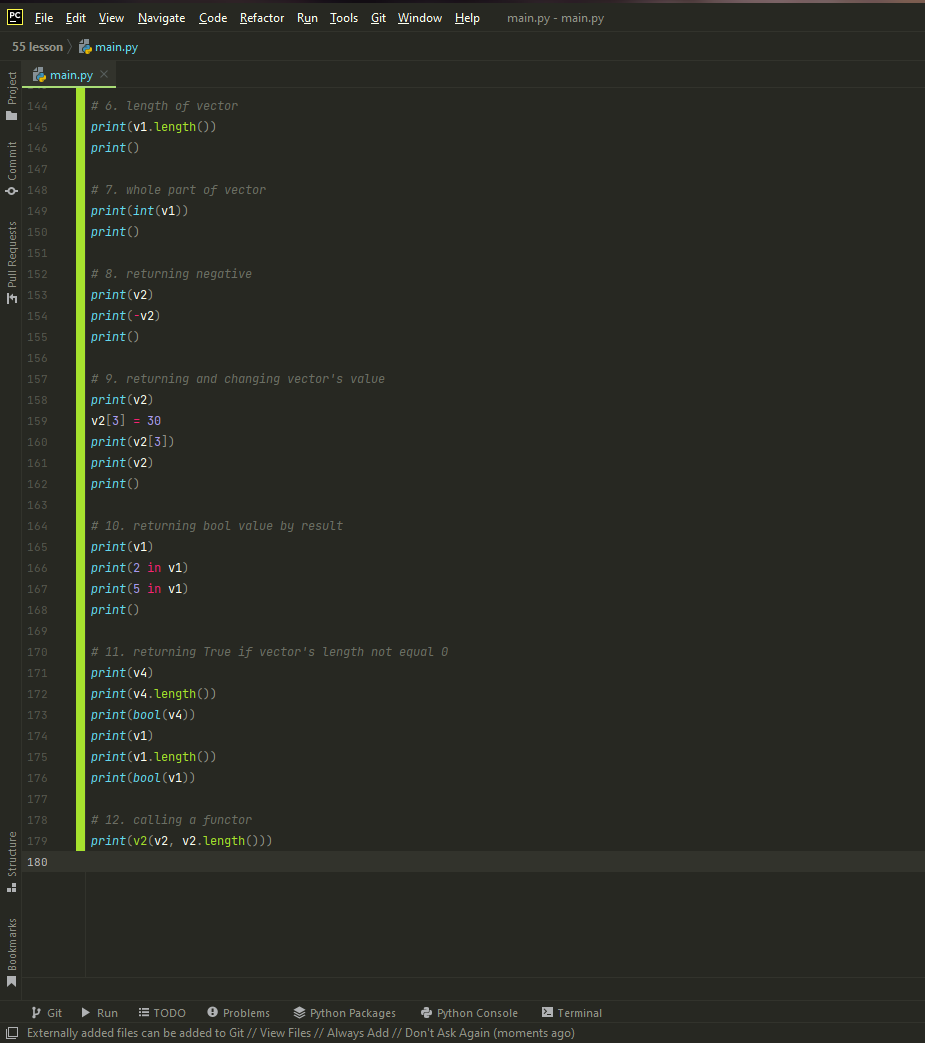 PC File Edit View Navigate Code Refactor Run Tools Git Window Help main.py - main.py
55 lesson main.py
main.py
Project
Commit
Pull Requests
Structure
Bookmarks
144 # 6. length of vector
145 print(v1.length())
146 print()
147
148 # 7. whole part of vector
149 print(int(v1))
150 print()
151
152 # 8. returning negative
153 print(v2)
154 print(-v2)
155 print()
156
157 # 9. returning and changing vector's value
158 print(v2)
159 v2[3] = 30
160 print(v2[3])
161 print(v2)
162 print()
163
164 # 10. returning bool value by result
165 print(v1)
166 print(2 in v1)
167 print(5 in v1)
168 print()
169
170 # 11. returning True if vector's length not equal 0
171 print(v4)
172 print(v4.length())
173 print(bool(v4))
174 print(v1)
175 print(v1.length())
176 print(bool(v1))
177
178 # 12. calling a functor
179 print(v2(v2, v2.length()))
180
Git Run TODO Problems Python Packages Python Console Terminal
Externally added files can be added to Git // View Files // Always Add // Don't Ask Again (moments ago)